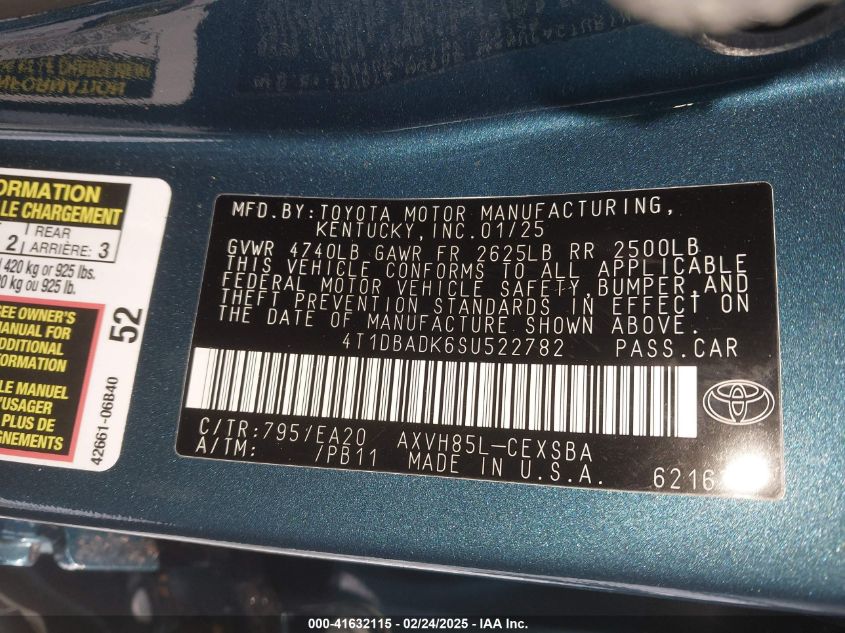 ORMATION
LE CHARGEMENT
2
REAR
ARRIÈRE: 3
420 kg or 925 lbs.
0 kg ou 925 lb.
SEE OWNER'S
MANUAL FOR
ADDITIONAL
INFORMATION
LE MANUEL
D'USAGER
PLUS DE
52
42661-06B40
MFD.BY:TOYOTA MOTOR MANUFACTURING,
KENTUCKY, INC.01/25
GVWR 4740LB GAWR FR 2625LB RR 2500LB
THIS VEHICLE CONFORMS TO ALL APPLICABLE
FEDERAL MOTOR VEHICLE SAFETY,BUMPER,AND
THEFT PREVENTION STANDARDS IN EFFECT ON
THE DATE OF MANUFACTURE SHOWN ABOVE.
4T1DBADK6SU522782 PASS.CAR
C/TR:795/EA20 AXVH85L-CEXSBA
A/TM: /PB11 MADE IN U.S.A.
6216
000-41632115 — 02/24/2025 — AXA Inc.